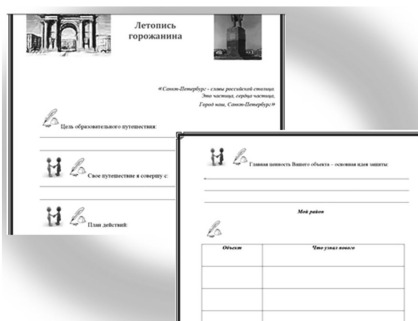 Летопись
горожанина
«Санкт-Петербург - слава российской столицы
Это частица, сердце частица,
Город наш, Санкт-Петербург»
Цель образовательного путешествия:
Свое путешествие я совершу с:
План действий:
Главная ценность Вашего объекта – основная идея защиты:
Мой район
Объект
Что узнал нового